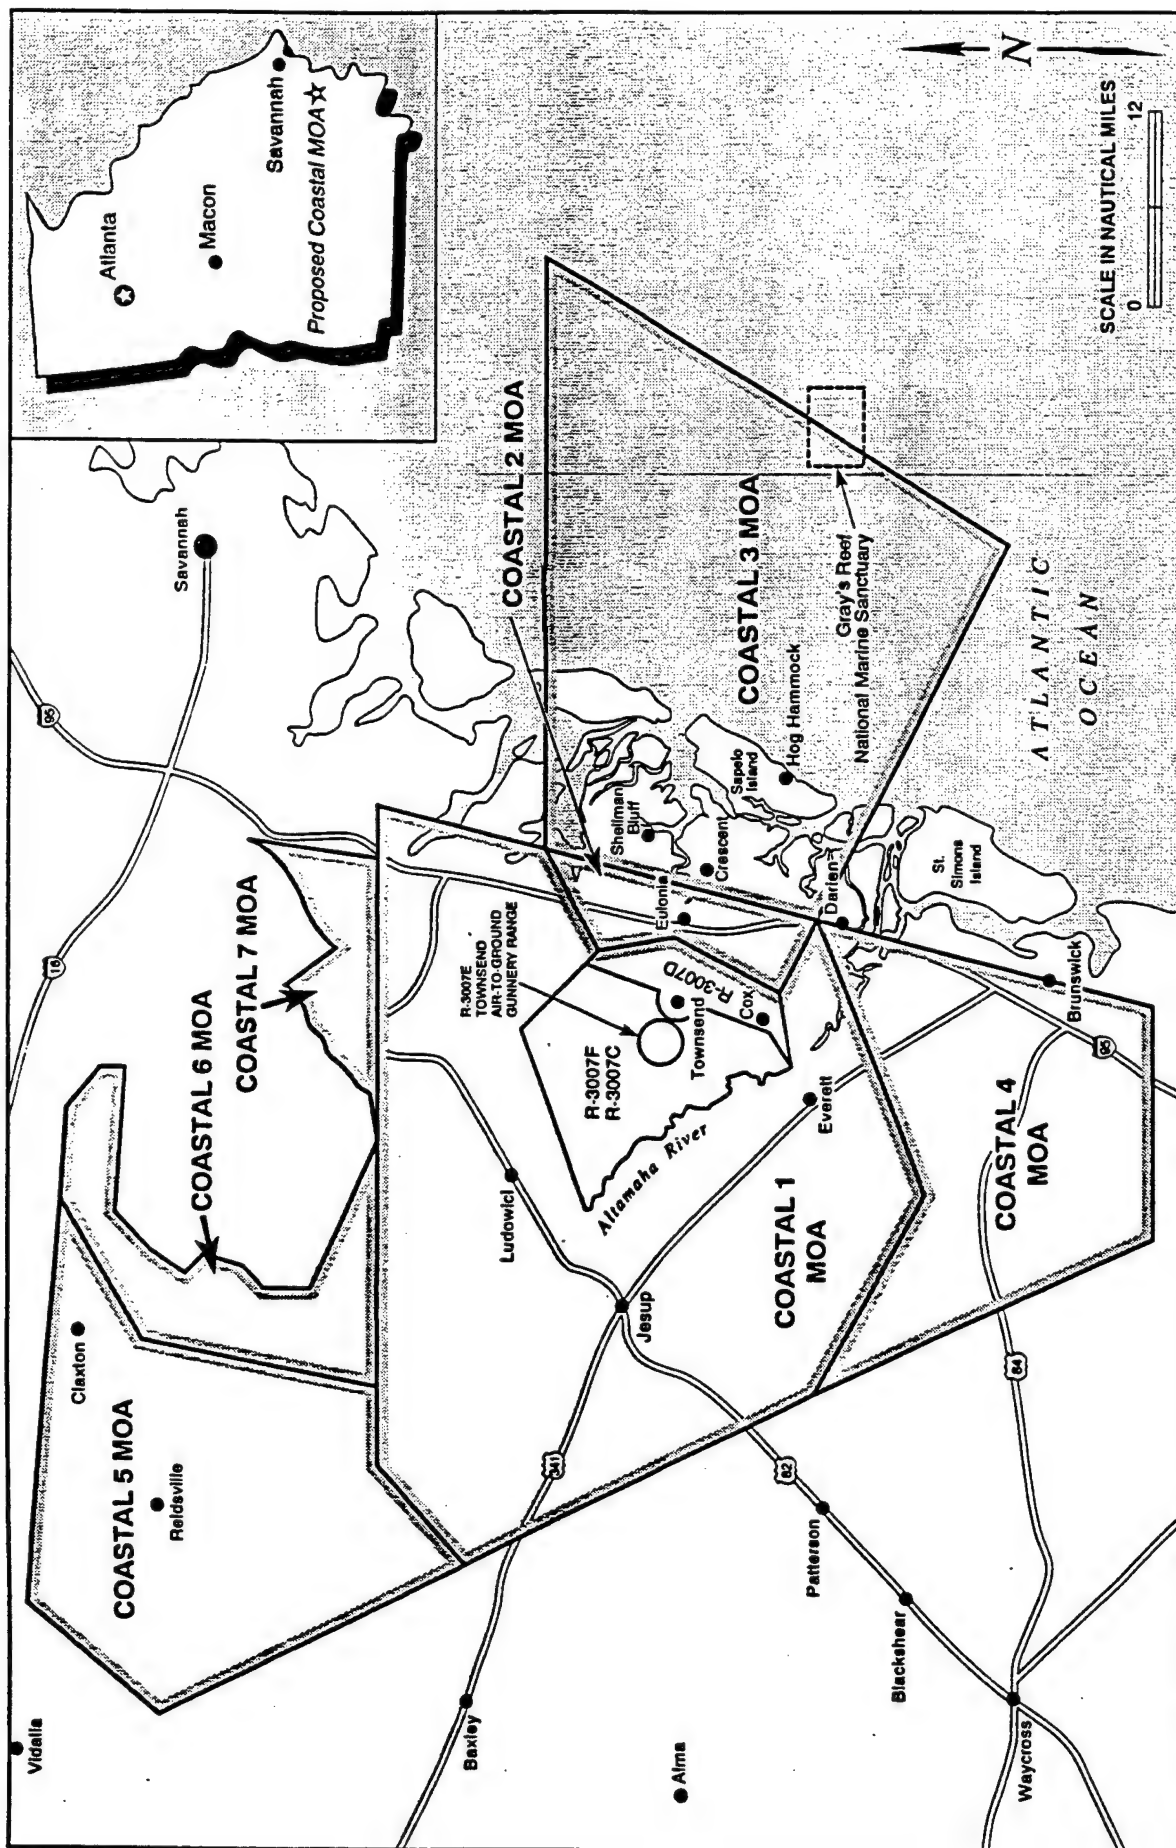 Atlanta
Macon
Savannah
Proposed Coastal MOA
N
SCALE IN NAUTICAL MILES
0
12
Vidalia
Claxton
COASTAL 5 MOA
Reidsville
COASTAL 6 MOA
COASTAL 7 MOA
16
95
Savannah
COASTAL 2 MOA
Baxley
341
Ludowici
R-3007E
TOWNSEND
AIR-TO-GROUND
GUNNERY RANGE
R-3007F
R-3007C
Altamaha River
Townsend
R-3007D
Cox
Eulonia
Shellman
Bluff
Crescent
Sapelo
Island
Hog Hammock
COASTAL 3 MOA
Gray's Reef
National Marine Sanctuary
Alma
Jesup
COASTAL 1
MOA
Everett
Darien
St.
Simons
Island
ATLANTIC
OCEAN
Patterson
82
Blackshear
Waycross
84
COASTAL 4
MOA
95
Brunswick